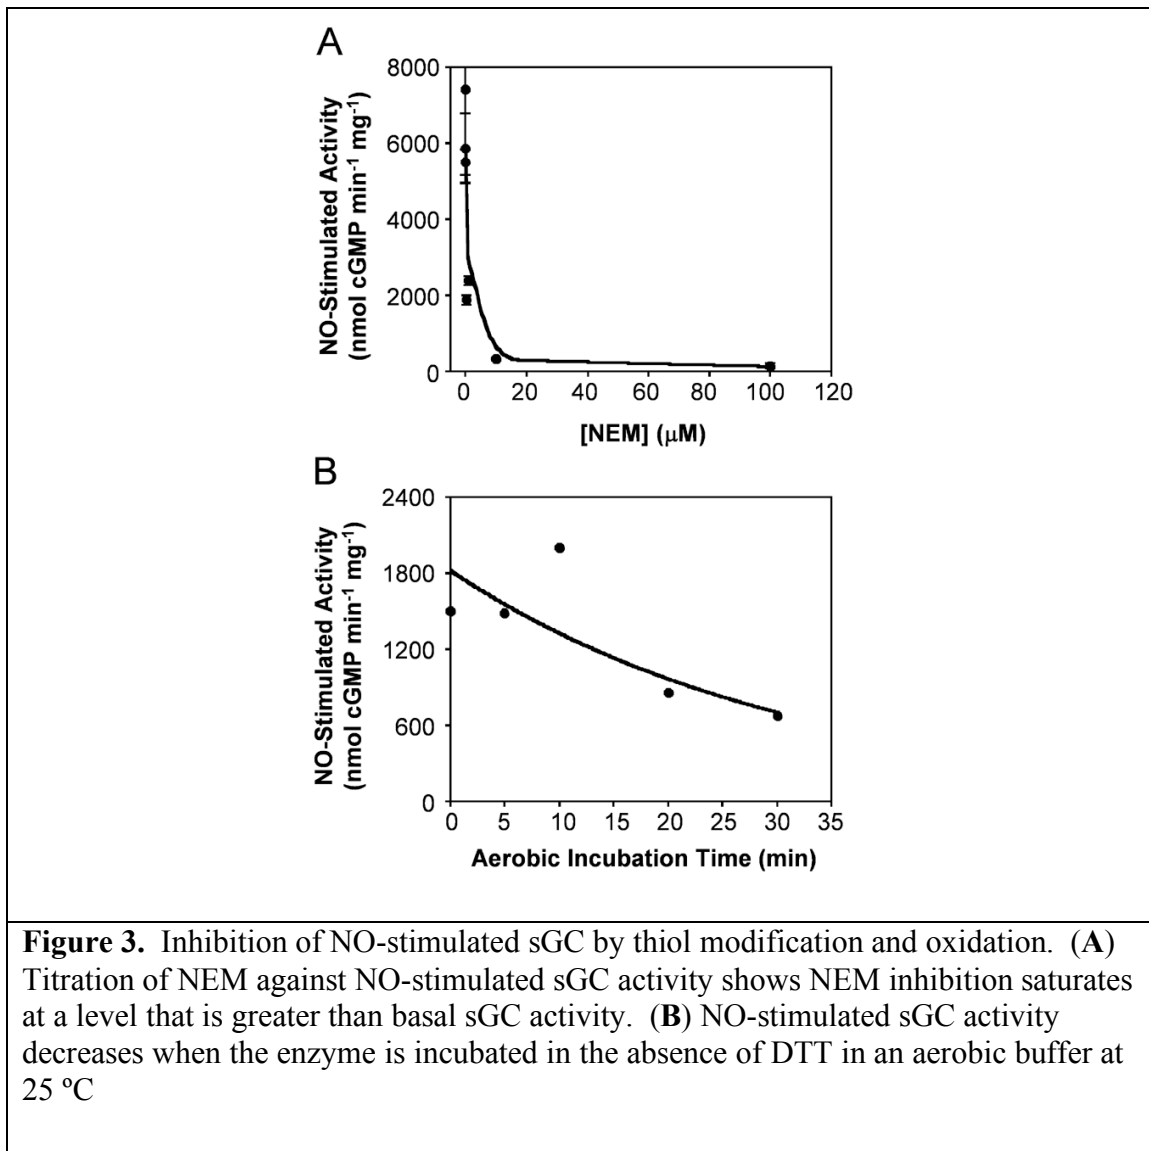 A
8000
6000
4000
2000
0
NO-Stimulated Activity
(nmol cGMP min⁻¹ mg⁻¹)
0 20 40 60 80 100 120
[NEM] (μM)
B
2400
1800
1200
600
0
NO-Stimulated Activity
(nmol cGMP min⁻¹ mg⁻¹)
0 5 10 15 20 25 30 35
Aerobic Incubation Time (min)
Figure 3. Inhibition of NO-stimulated sGC by thiol modification and oxidation. (A)
Titration of NEM against NO-stimulated sGC activity shows NEM inhibition saturates
at a level that is greater than basal sGC activity. (B) NO-stimulated sGC activity
decreases when the enzyme is incubated in the absence of DTT in an aerobic buffer at
25 ºC